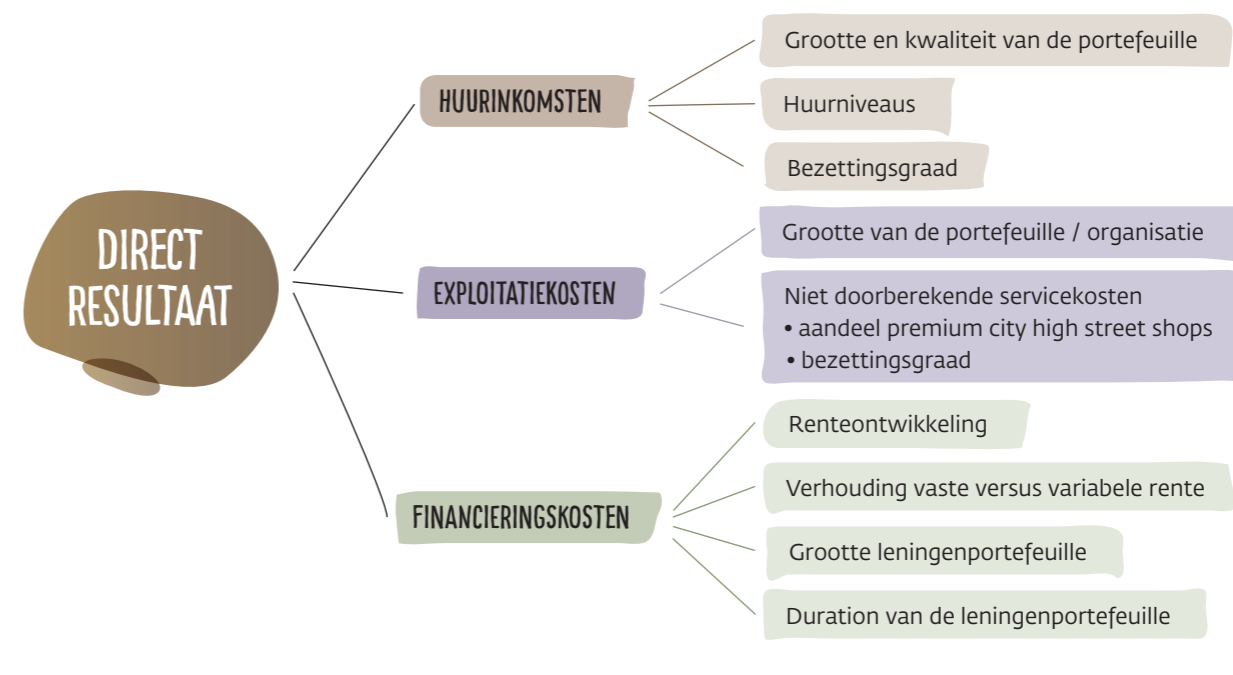 DIRECT
RESULTAAT
HUURINKOMSTEN
Grootte en kwaliteit van de portefeuille
Huurniveaus
Bezettingsgraad
EXPLOITATIEKOSTEN
Grootte van de portefeuille / organisatie
Niet doorberekende servicekosten
• aandeel premium city high street shops
• bezettingsgraad
FINANCIERINGSKOSTEN
Renteontwikkeling
Verhouding vaste versus variabele rente
Grootte leningenportefeuille
Duration van de leningenportefeuille